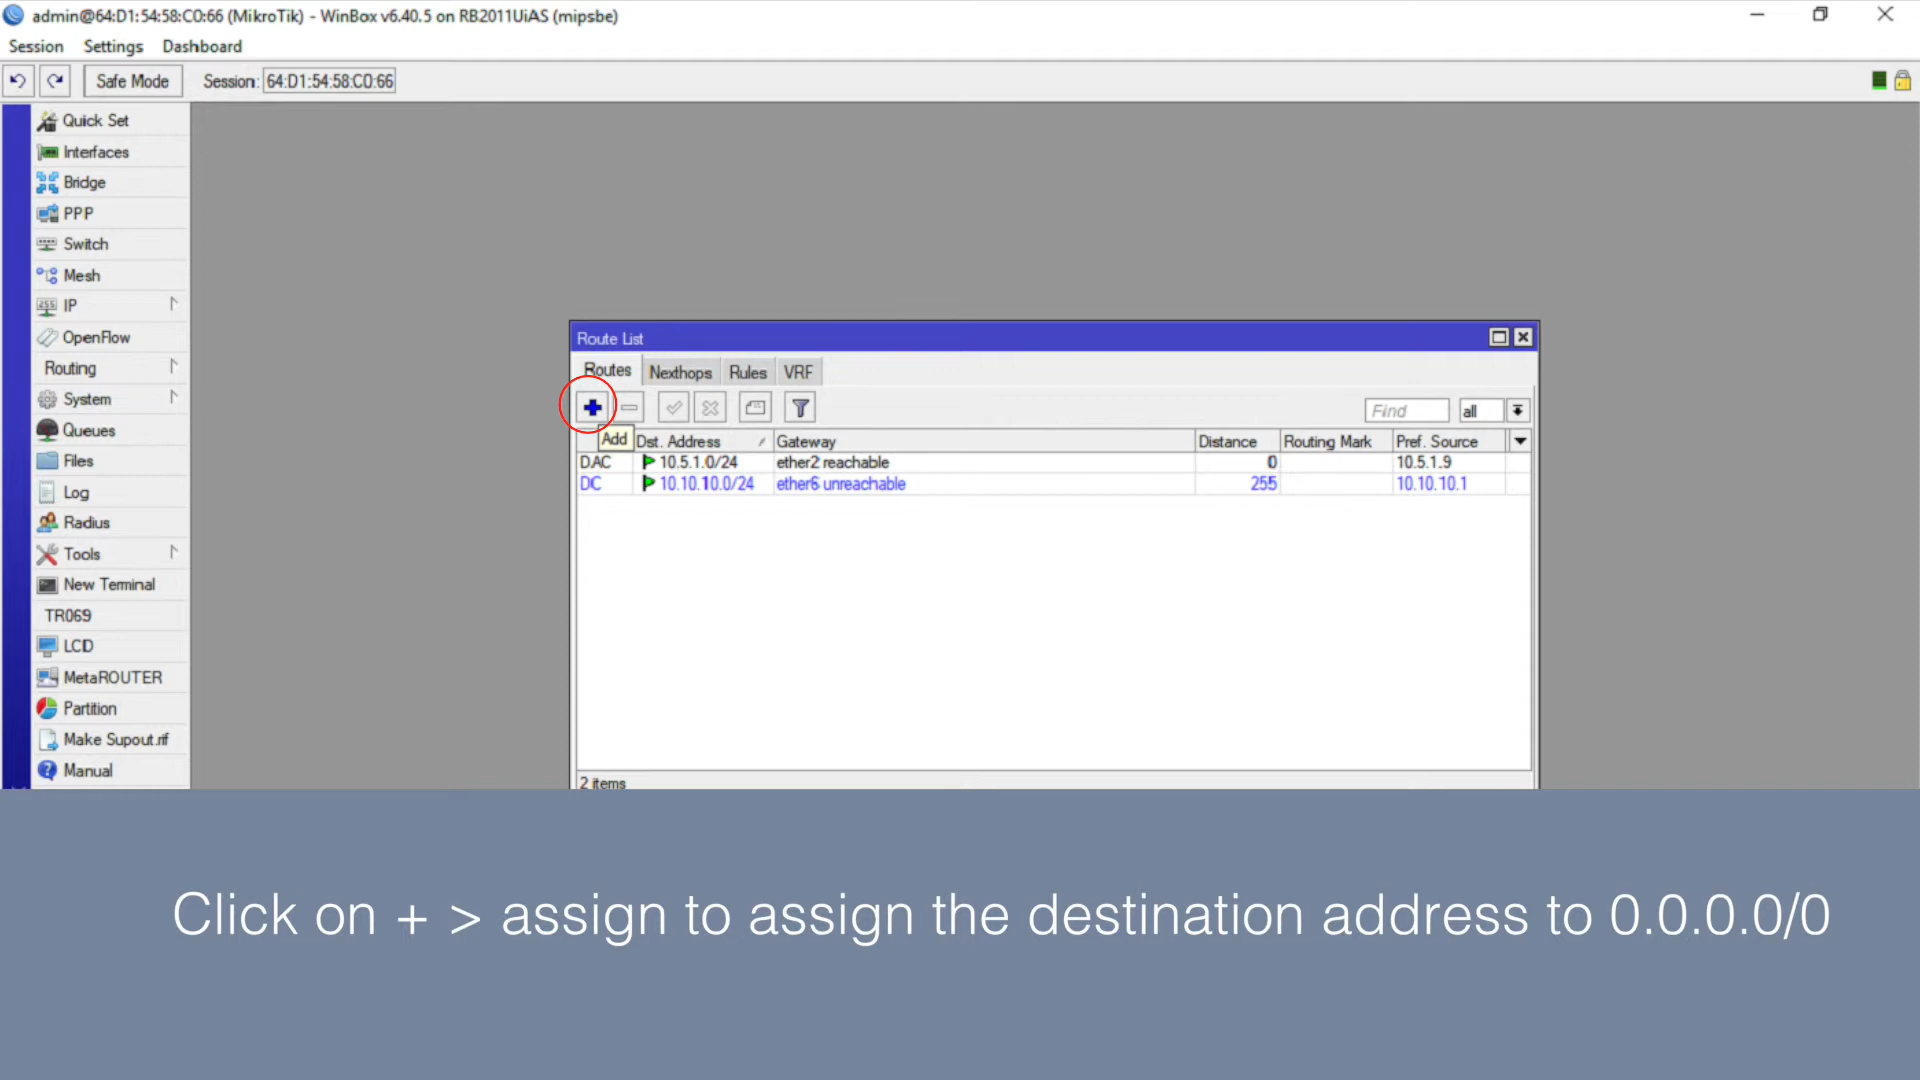 admin@64:D1:54:58:C0:66 (MikroTik) - WinBox v6.40.5 on RB2011UiAS (mipsbe)
Session Settings Dashboard
Safe Mode Session: 64:D1:54:58:C0:66
Quick Set
Interfaces
Bridge
PPP
Switch
Mesh
IP
OpenFlow
Routing
System
Queues
Files
Log
Radius
Tools
New Terminal
TR069
LCD
MetaROUTER
Partition
Make Supout.rif
Manual
Route List
Routes Nexthops Rules VRF
Find all
Add
Dst. Address Gateway Distance Routing Mark Pref. Source
DAC 10.5.1.0/24 ether2 reachable 0 10.5.1.9
DC 10.10.10.0/24 ether6 unreachable 255 10.10.10.1
2 items
Click on + > assign to assign the destination address to 0.0.0.0/0